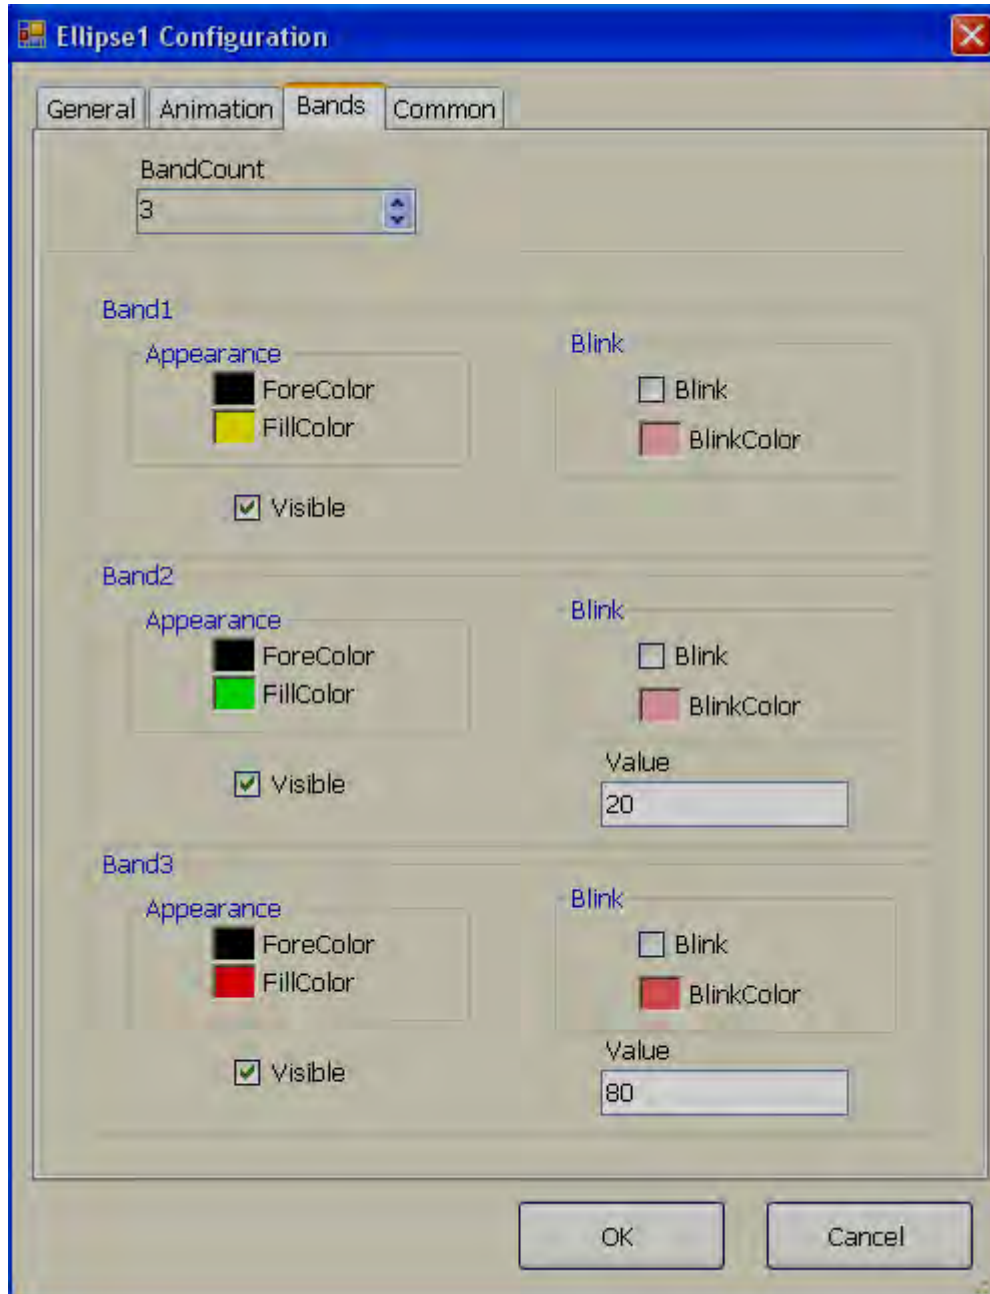 Ellipse1 Configuration
General Animation Bands Common
BandCount
3
Band1
Appearance
ForeColor
FillColor
Visible
Blink
Blink
BlinkColor
Band2
Appearance
ForeColor
FillColor
Visible
Blink
Blink
BlinkColor
Value
20
Band3
Appearance
ForeColor
FillColor
Visible
Blink
Blink
BlinkColor
Value
80
OK Cancel